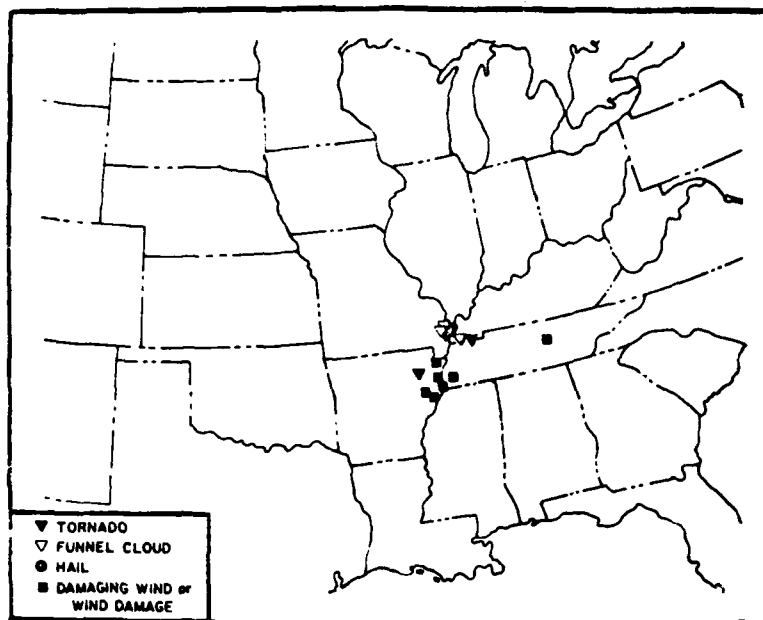 TORNADO
FUNNEL CLOUD
HAIL
DAMAGING WIND or
WIND DAMAGE